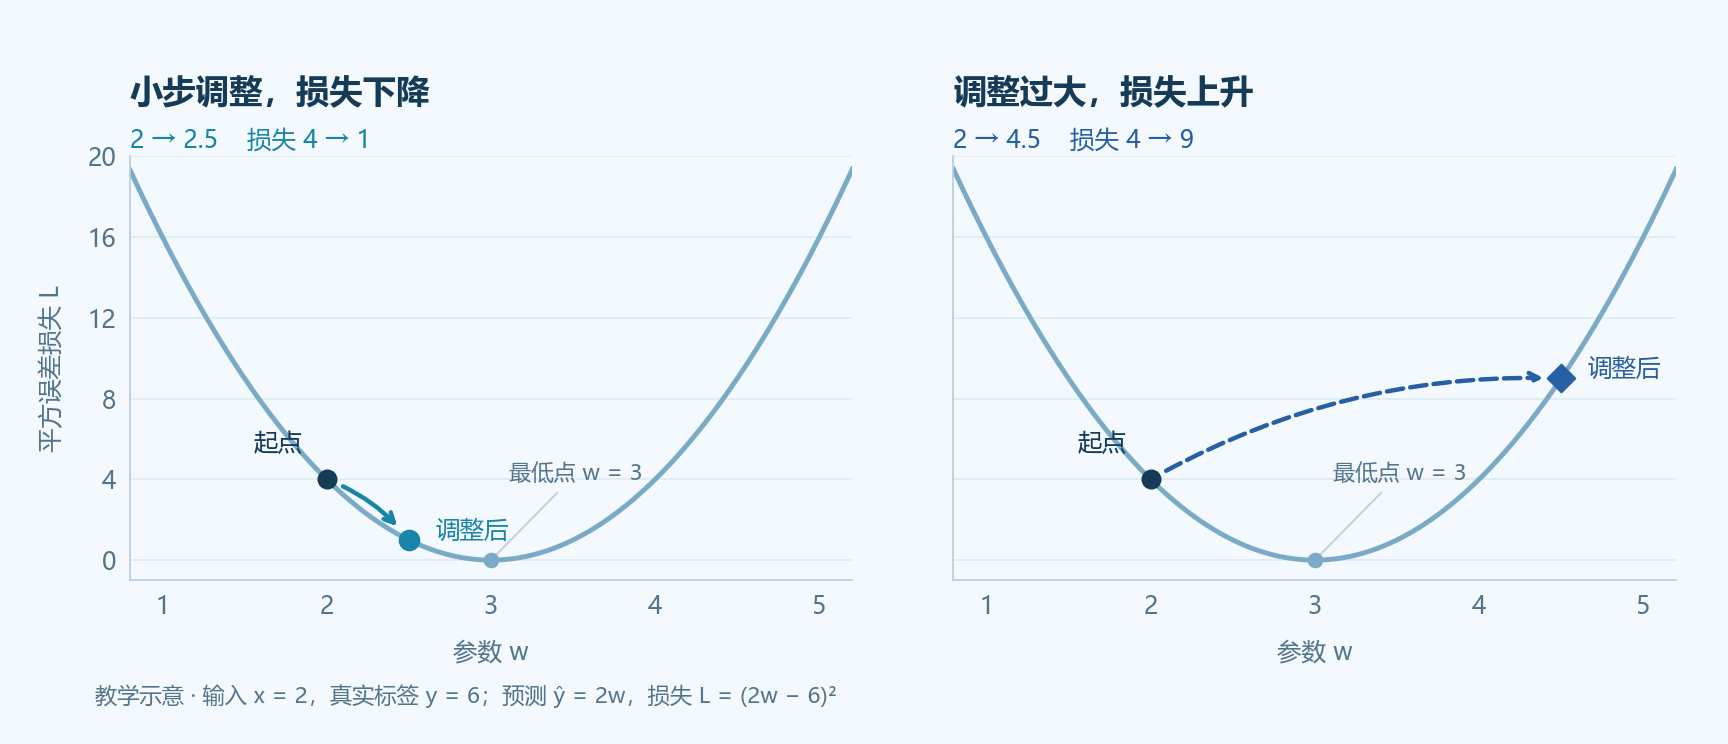 小步调整，损失下降
2 → 2.5    损失 4 → 1
平方误差损失 L
20
16
12
8
4
0
起点
调整后
最低点 w = 3
1 2 3 4 5
参数 w
调整过大，损失上升
2 → 4.5    损失 4 → 9
调整后
起点
最低点 w = 3
1 2 3 4 5
参数 w
教学示意 · 输入 x = 2，真实标签 y = 6；预测 ŷ = 2w，损失 L = (2w − 6)²